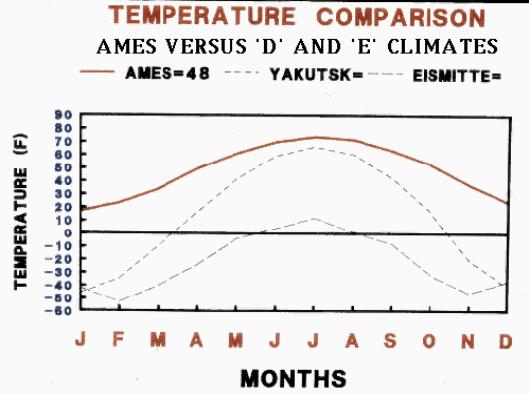 TEMPERATURE COMPARISON
AMES VERSUS 'D' AND 'E' CLIMATES
AMES=48 YAKUTSK= EISMITTE=
TEMPERATURE (F)
90
80
70
60
50
40
30
20
10
0
-10
-20
-30
-40
-50
-60
J F M A M J J A S O N D
MONTHS